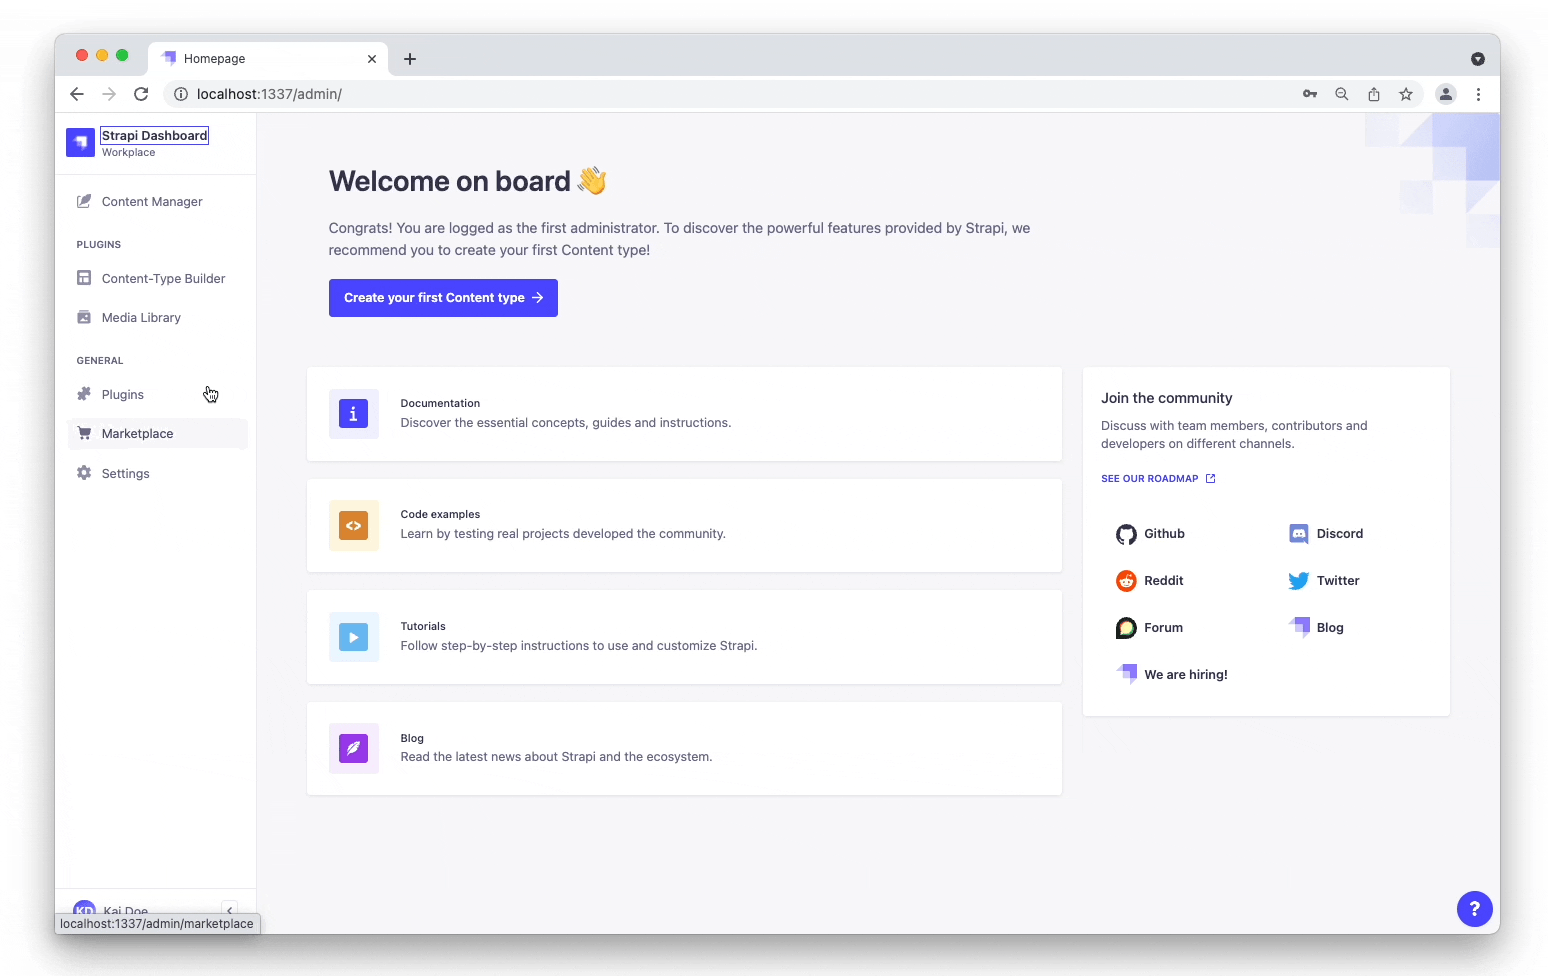 Homepage
localhost:1337/admin/
Strapi Dashboard
Workplace
Content Manager
PLUGINS
Content-Type Builder
Media Library
GENERAL
Plugins
Marketplace
Settings
KD Kai Doe
localhost:1337/admin/marketplace
Welcome on board
Congrats! You are logged as the first administrator. To discover the powerful features provided by Strapi, we
recommend you to create your first Content type!
Create your first Content type
Documentation
Discover the essential concepts, guides and instructions.
Code examples
Learn by testing real projects developed the community.
Tutorials
Follow step-by-step instructions to use and customize Strapi.
Blog
Read the latest news about Strapi and the ecosystem.
Join the community
Discuss with team members, contributors and
developers on different channels.
SEE OUR ROADMAP
Github
Discord
Reddit
Twitter
Forum
Blog
We are hiring!
?